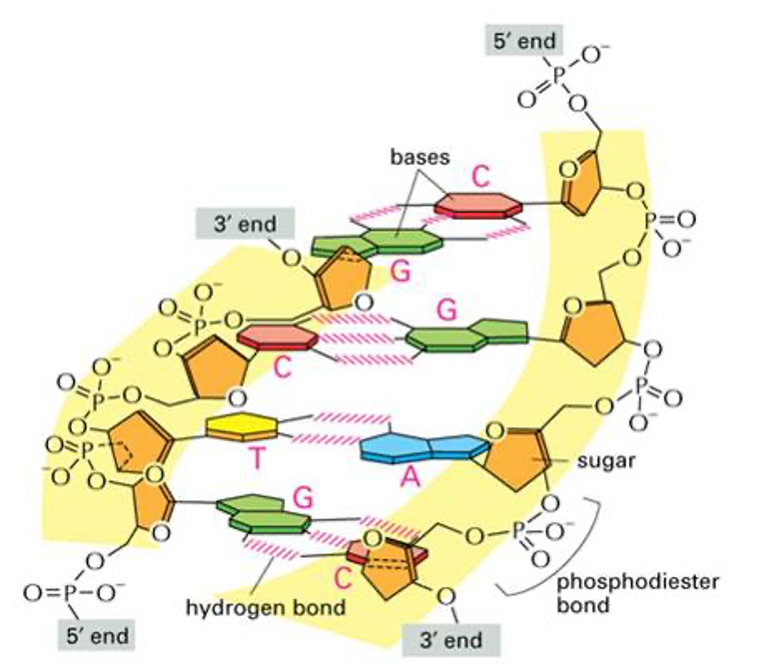 5′ end
O⁻
P
O
O
bases
C
O
O
3′ end
P=O
O
G
O⁻
O
O⁻
O
G
O
P
O
O
O
C
O⁻
O
O
P
O
O
P
O
O
O
O⁻
O
P
T
A
O
⁻O
O
sugar
O
G
O
O
O
O
P
O⁻
O
O
C
phosphodiester
bond
O=P–O⁻
hydrogen bond
O
5′ end
3′ end